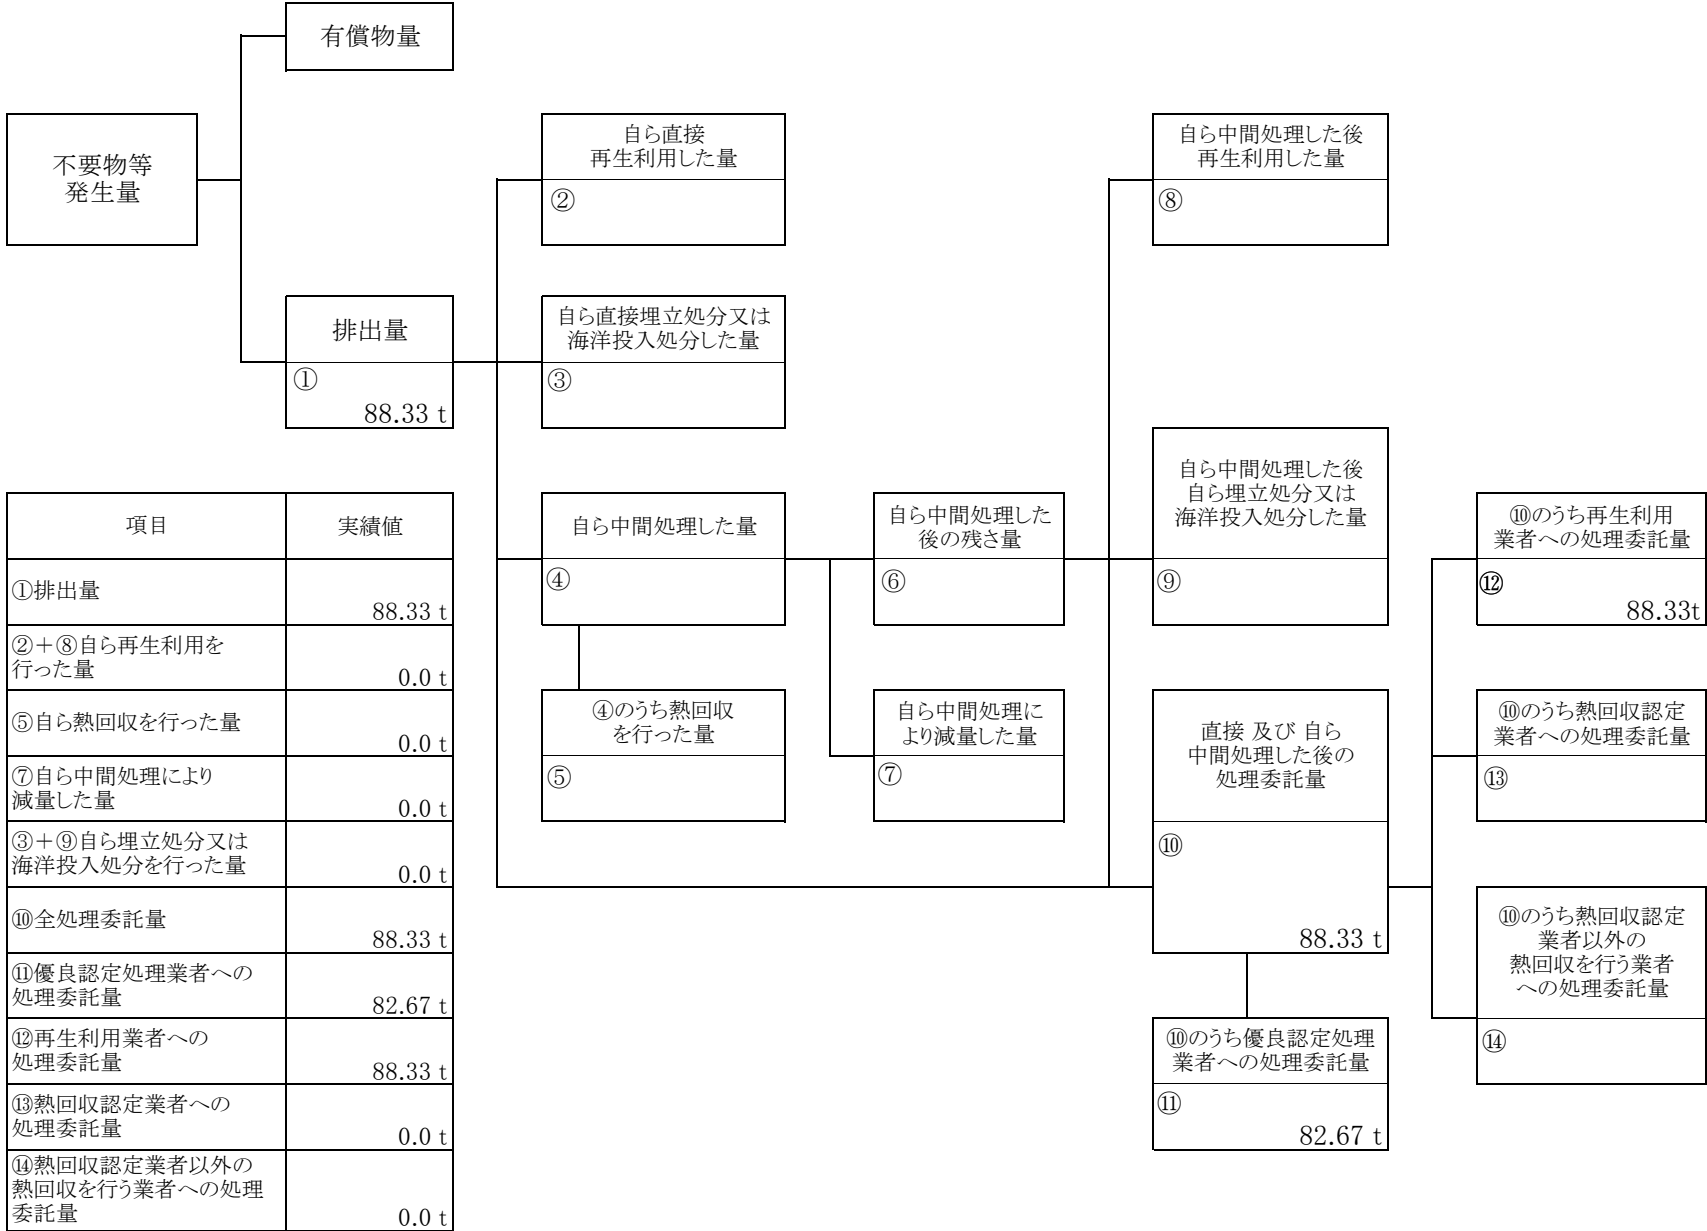 有償物量
不要物等
発生量
自ら直接
再生利用した量
②
自ら中間処理した後
再生利用した量
⑧
排出量
①
88.33 t
自ら直接埋立処分又は
海洋投入処分した量
③
自ら中間処理した量
④
自ら中間処理した
後の残さ量
⑥
自ら中間処理した後
自ら埋立処分又は
海洋投入処分した量
⑨
⑩のうち再生利用
業者への処理委託量
⑫
88.33t
④のうち熱回収
を行った量
⑤
自ら中間処理に
より減量した量
⑦
直接 及び 自ら
中間処理した後の
処理委託量
⑩
88.33 t
⑩のうち熱回収認定
業者への処理委託量
⑬
⑩のうち熱回収認定
業者以外の
熱回収を行う業者
への処理委託量
⑭
⑩のうち優良認定処理
業者への処理委託量
⑪
82.67 t
項目 実績値
①排出量
88.33 t
②＋⑧自ら再生利用を
行った量
0.0 t
⑤自ら熱回収を行った量
0.0 t
⑦自ら中間処理により
減量した量
0.0 t
③＋⑨自ら埋立処分又は
海洋投入処分を行った量
0.0 t
⑩全処理委託量
88.33 t
⑪優良認定処理業者への
処理委託量
82.67 t
⑫再生利用業者への
処理委託量
88.33 t
⑬熱回収認定業者への
処理委託量
0.0 t
⑭熱回収認定業者以外の
熱回収を行う業者への処理
委託量
0.0 t